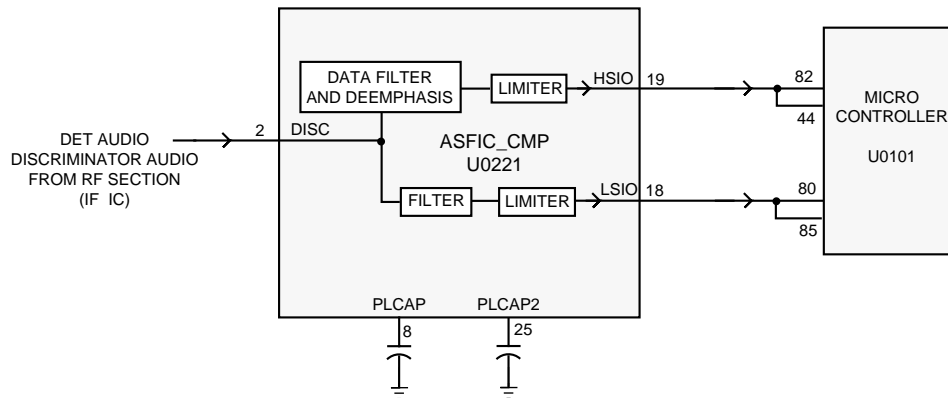 DATA FILTER
AND DEEMPHASIS
LIMITER
HSIO
19
82
44
MICRO
CONTROLLER
U0101
DET AUDIO
DISCRIMINATOR AUDIO
FROM RF SECTION
(IF IC)
2
DISC
ASFIC_CMP
U0221
FILTER
LIMITER
LSIO
18
80
85
PLCAP
8
PLCAP2
25